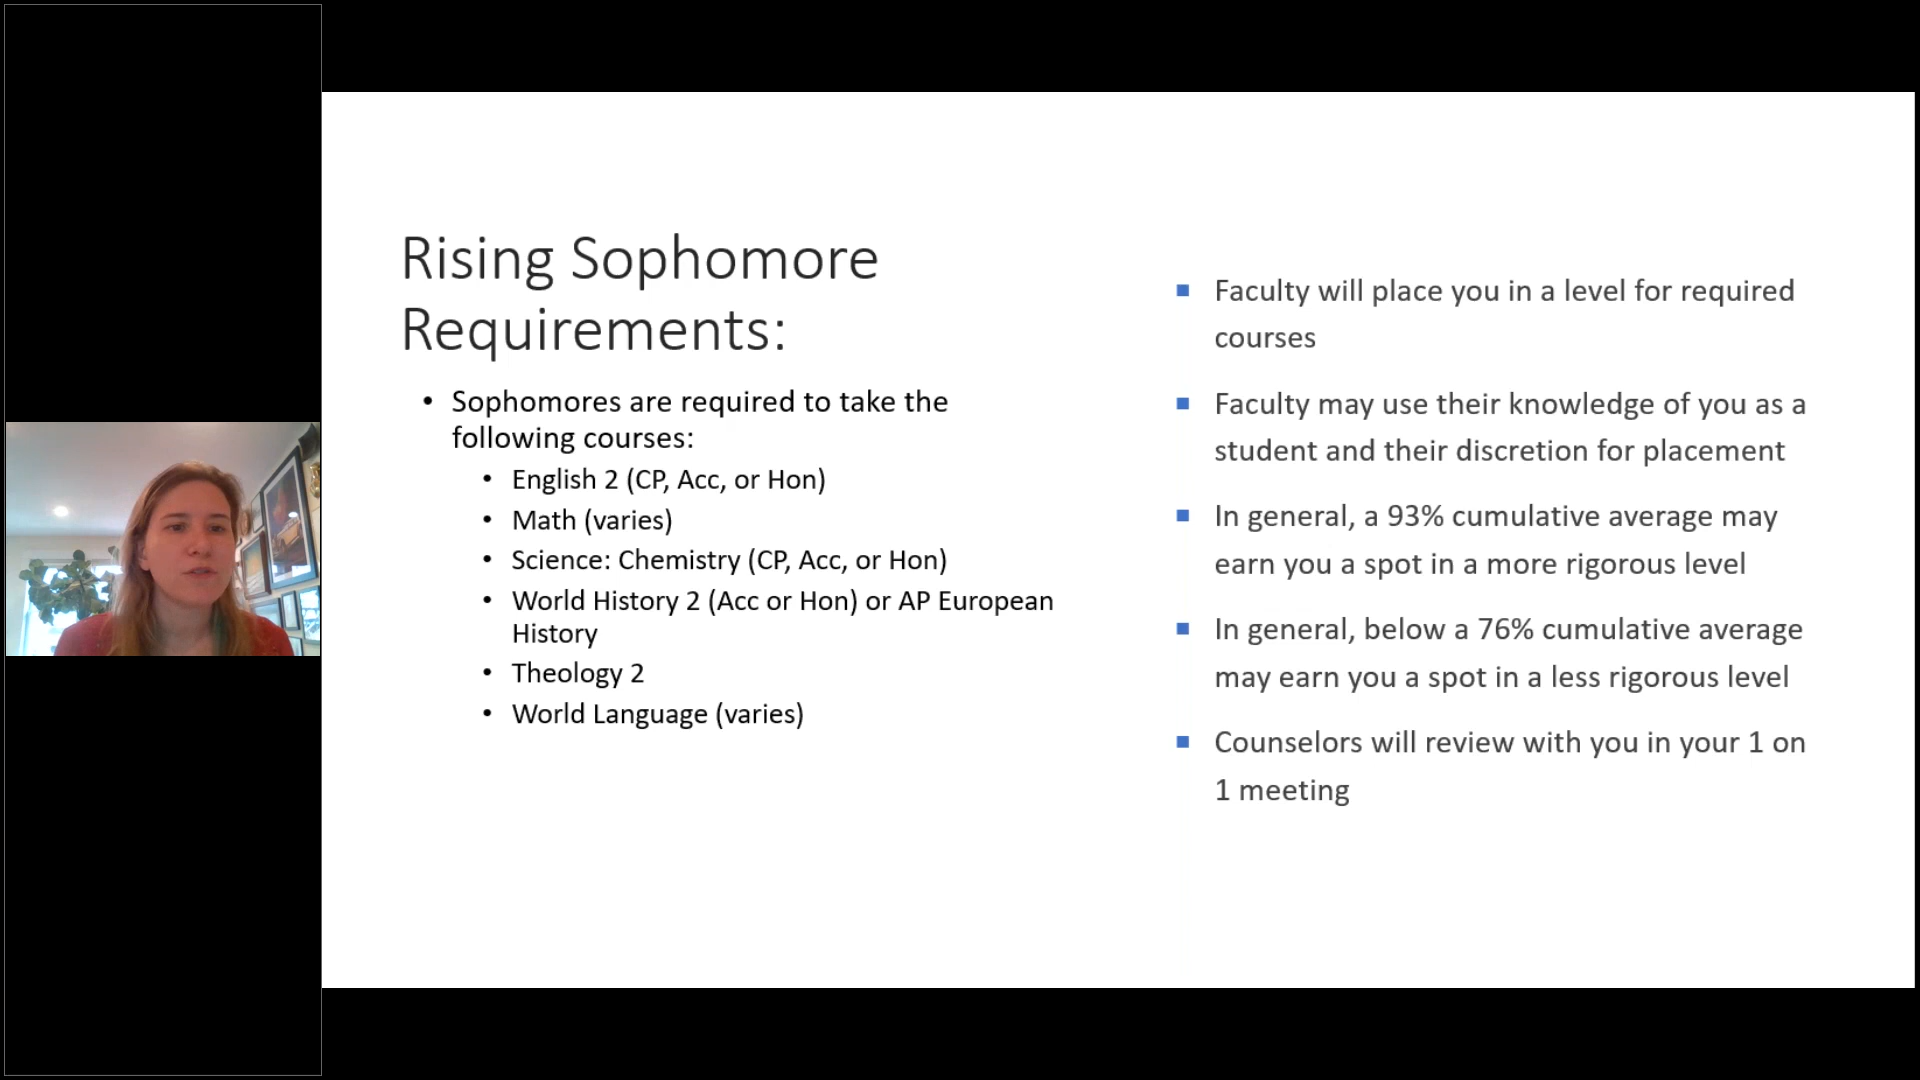 Rising Sophomore
Requirements:
• Sophomores are required to take the
following courses:
• English 2 (CP, Acc, or Hon)
• Math (varies)
• Science: Chemistry (CP, Acc, or Hon)
• World History 2 (Acc or Hon) or AP European
History
• Theology 2
• World Language (varies)
▪ Faculty will place you in a level for required
courses
▪ Faculty may use their knowledge of you as a
student and their discretion for placement
▪ In general, a 93% cumulative average may
earn you a spot in a more rigorous level
▪ In general, below a 76% cumulative average
may earn you a spot in a less rigorous level
▪ Counselors will review with you in your 1 on
1 meeting